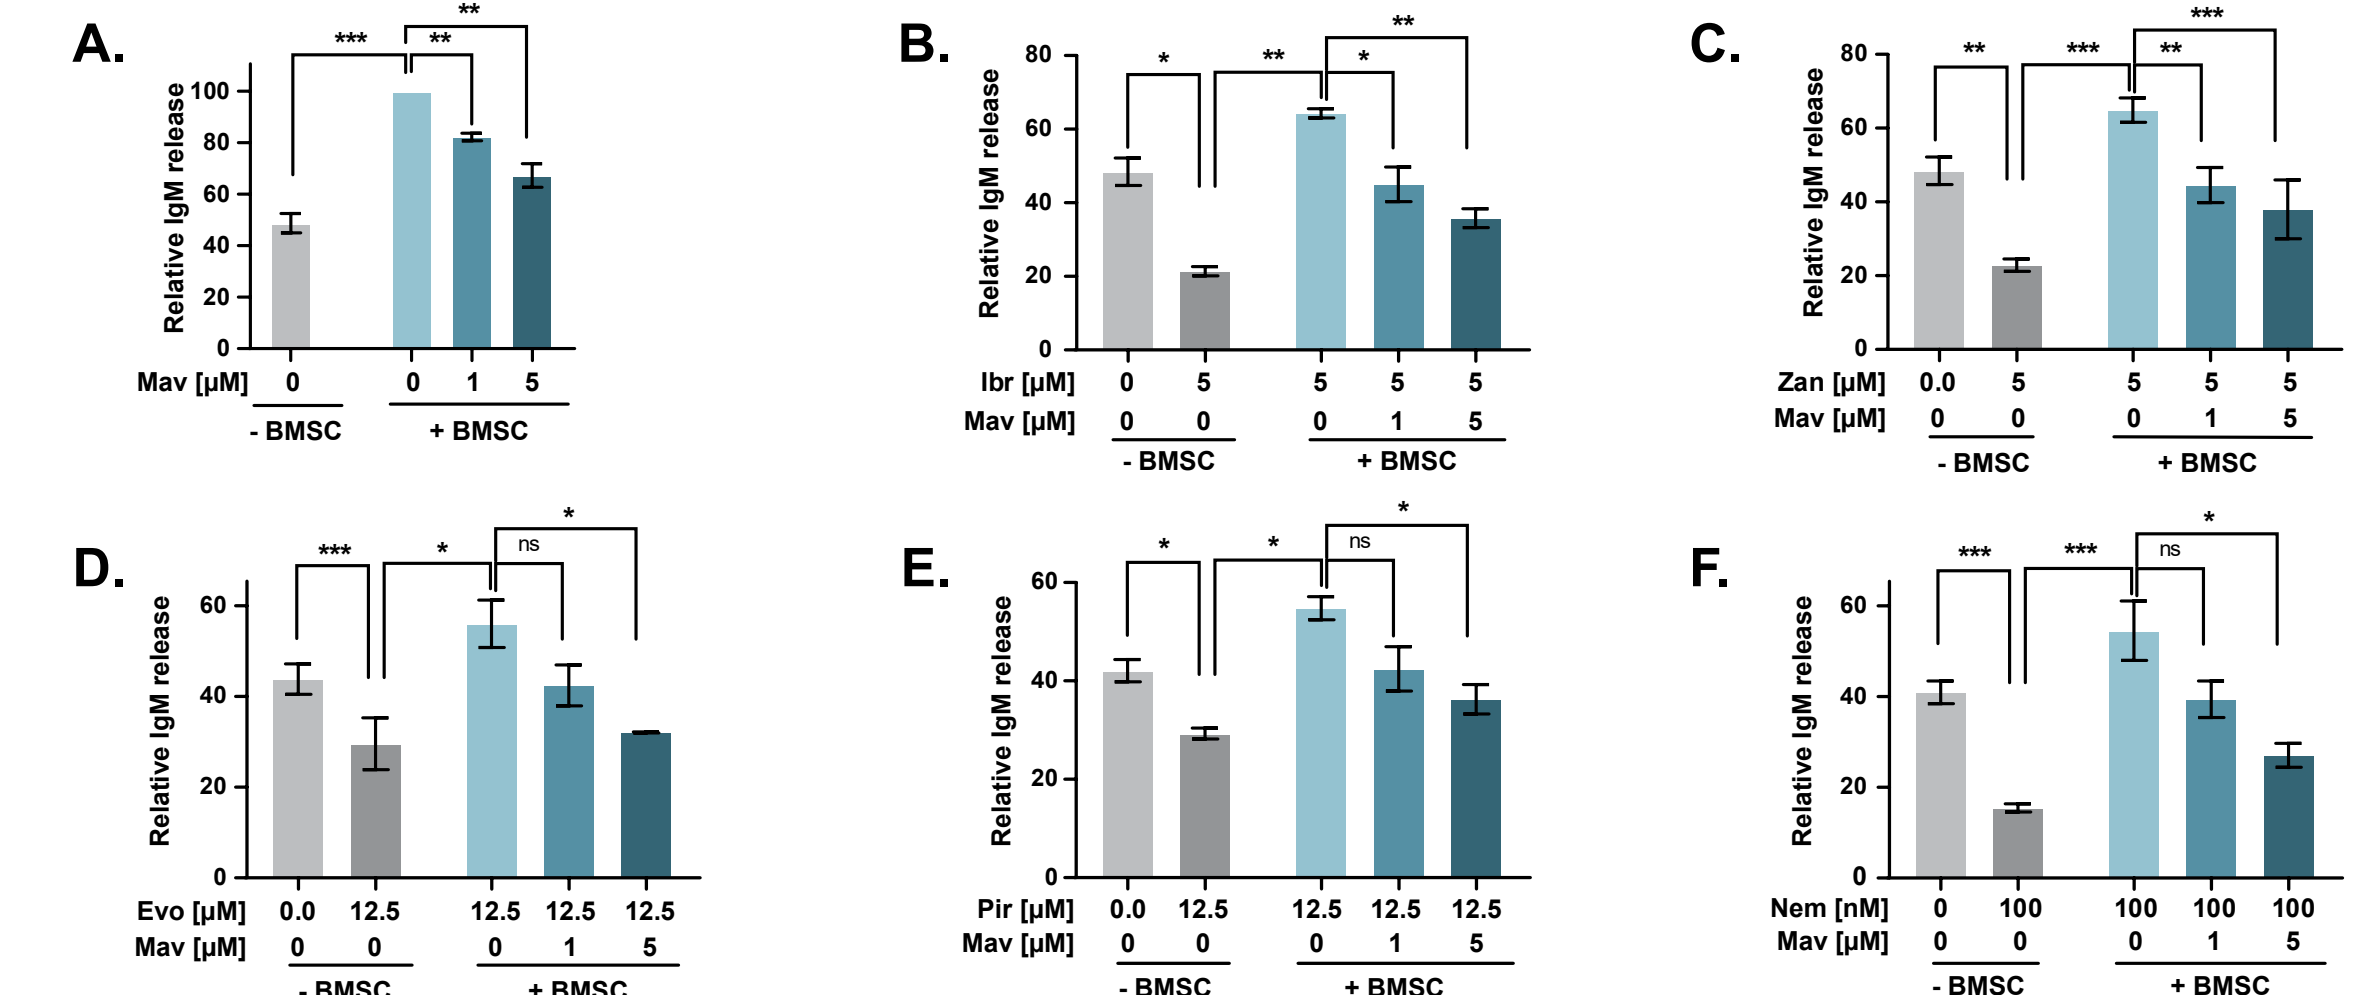 A.
*** ** **
Relative IgM release
100
80
60
40
20
0
Mav [µM] 0 0 1 5
- BMSC + BMSC
B.
* ** * **
Relative IgM release
80
60
40
20
0
Ibr [µM] 0 5 5 5 5
Mav [µM] 0 0 0 1 5
- BMSC + BMSC
C.
** *** ** ***
Relative IgM release
80
60
40
20
0
Zan [µM] 0.0 5 5 5 5
Mav [µM] 0 0 0 1 5
- BMSC + BMSC
D.
*** * ns *
Relative IgM release
60
40
20
0
Evo [µM] 0.0 12.5 12.5 12.5 12.5
Mav [µM] 0 0 0 1 5
- BMSC + BMSC
E.
* * ns *
Relative IgM release
60
40
20
0
Pir [µM] 0.0 12.5 12.5 12.5 12.5
Mav [µM] 0 0 0 1 5
- BMSC + BMSC
F.
*** *** ns *
Relative IgM release
60
40
20
0
Nem [nM] 0 100 100 100 100
Mav [µM] 0 0 0 1 5
- BMSC + BMSC